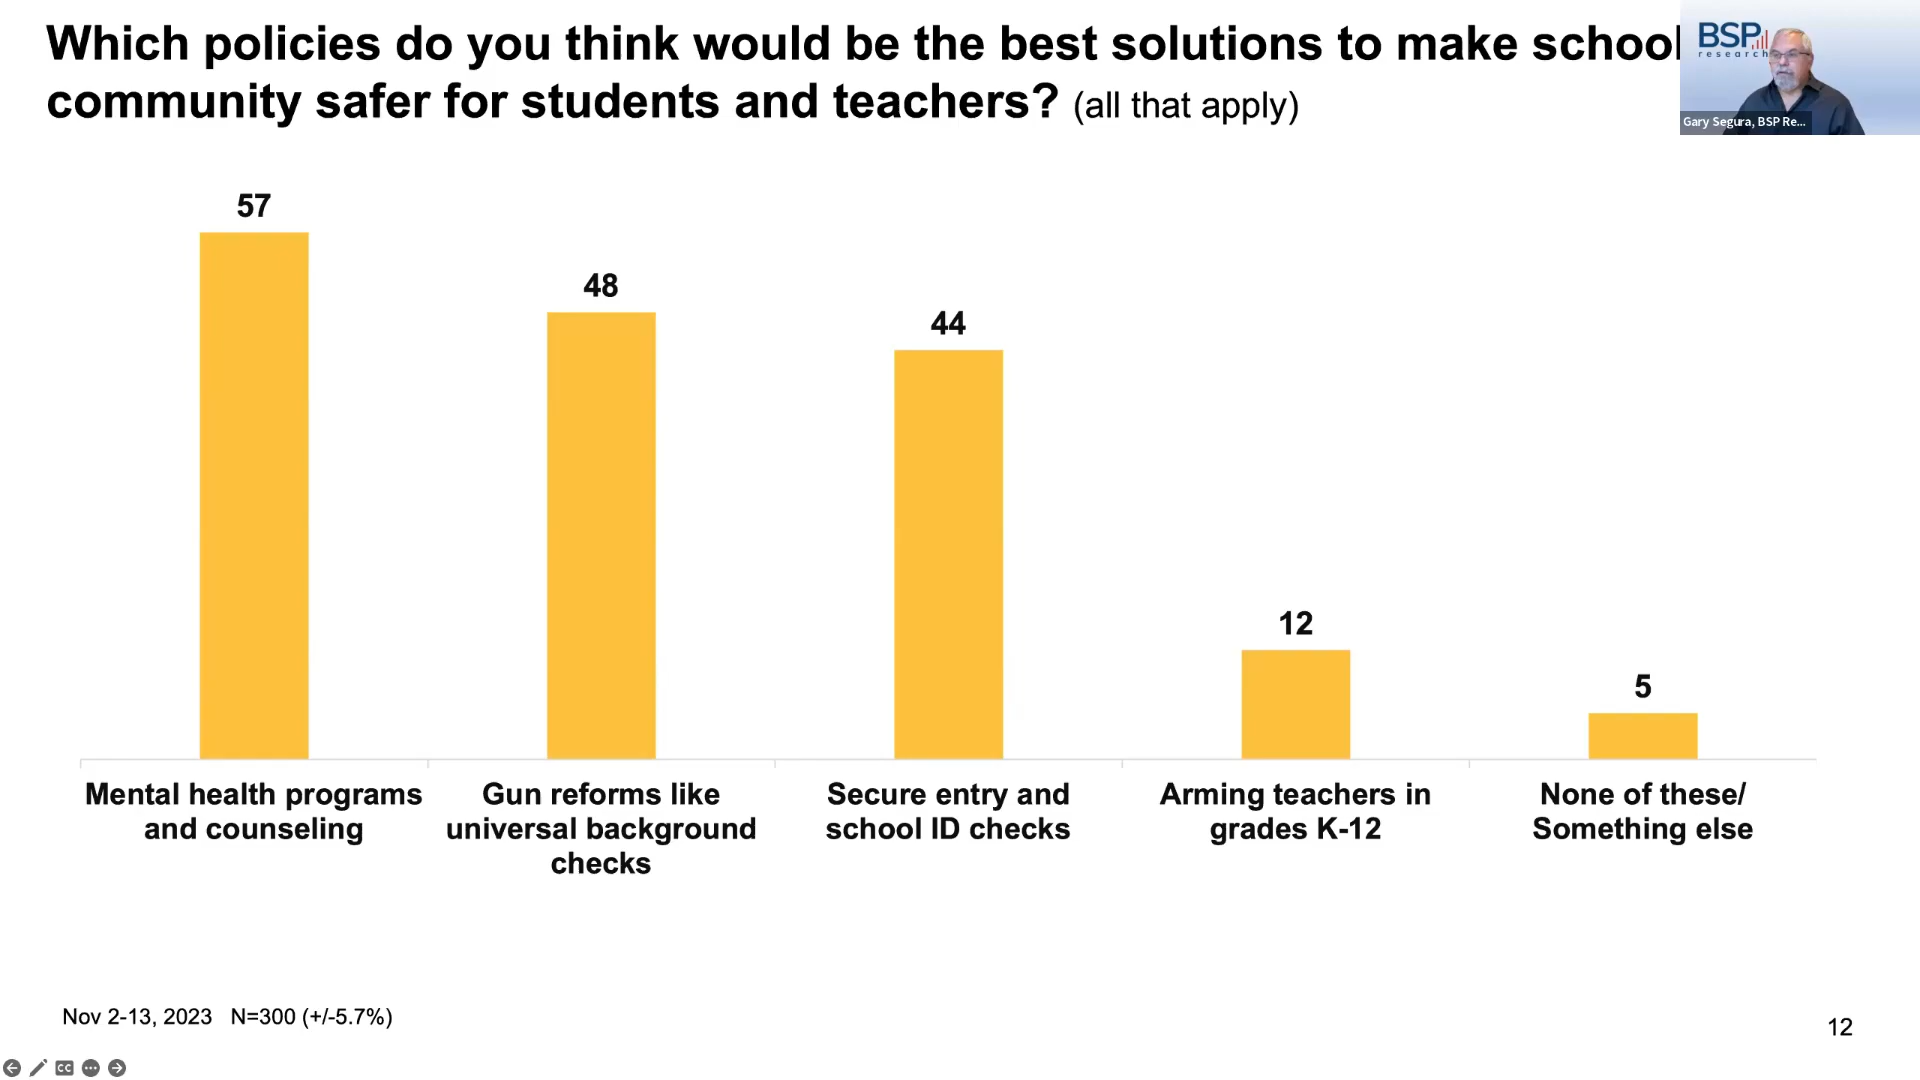 Which policies do you think would be the best solutions to make school
community safer for students and teachers? (all that apply)
BSP
research
Gary Segura, BSP Re...
57
48
44
12
5
Mental health programs
and counseling
Gun reforms like
universal background
checks
Secure entry and
school ID checks
Arming teachers in
grades K-12
None of these/
Something else
Nov 2-13, 2023 N=300 (+/-5.7%)
12
CC